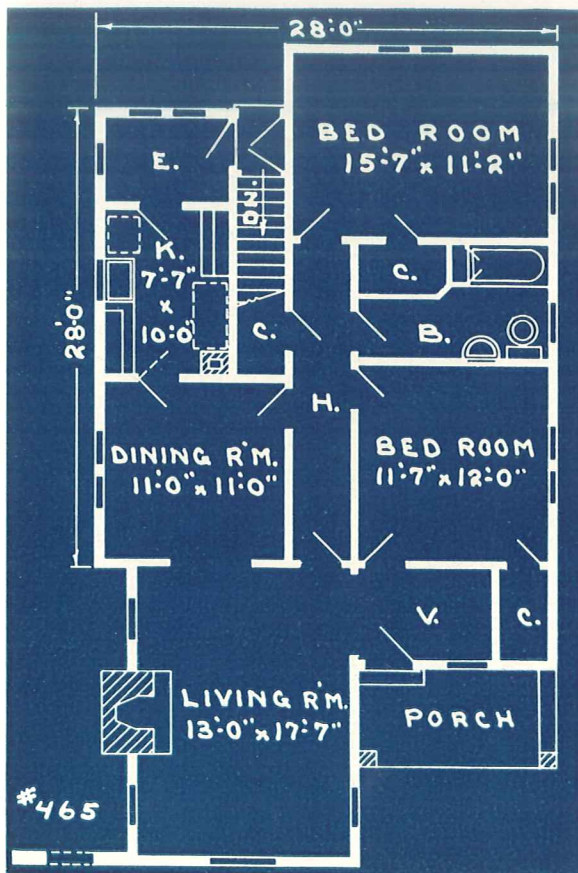 28'-0"
BED ROOM
15'-7" x 11'-2"
E.
DN.
K.
7'-7"
x
10'-0"
C.
C.
B.
28'-0"
H.
DINING R'M.
11'-0" x 11'-0"
BED ROOM
11'-7" x 12'-0"
V.
C.
LIVING R'M.
13'-0" x 17'-7"
PORCH
#465